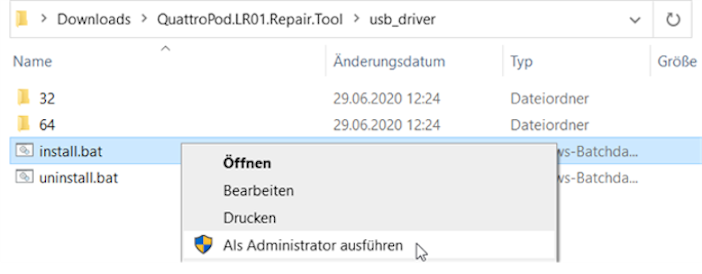 Downloads > QuattroPod.LR01.Repair.Tool > usb_driver
Name Änderungsdatum Typ Größe
32 29.06.2020 12:24 Dateiordner
64 29.06.2020 12:24 Dateiordner
install.bat ws-Batchda...
uninstall.bat ws-Batchda...
Öffnen
Bearbeiten
Drucken
Als Administrator ausführen